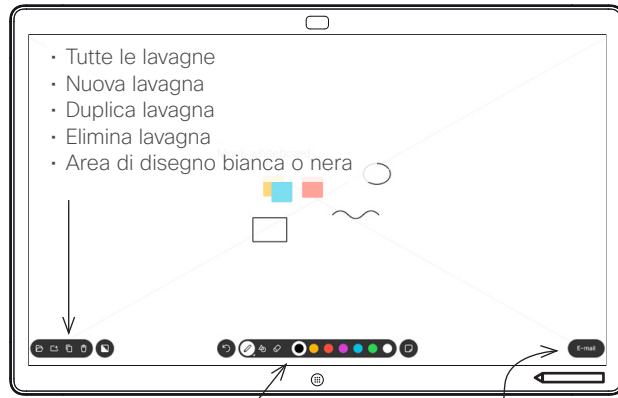 · Tutte le lavagne
· Nuova lavagna
· Duplica lavagna
· Elimina lavagna
· Area di disegno bianca o nera
E-mail